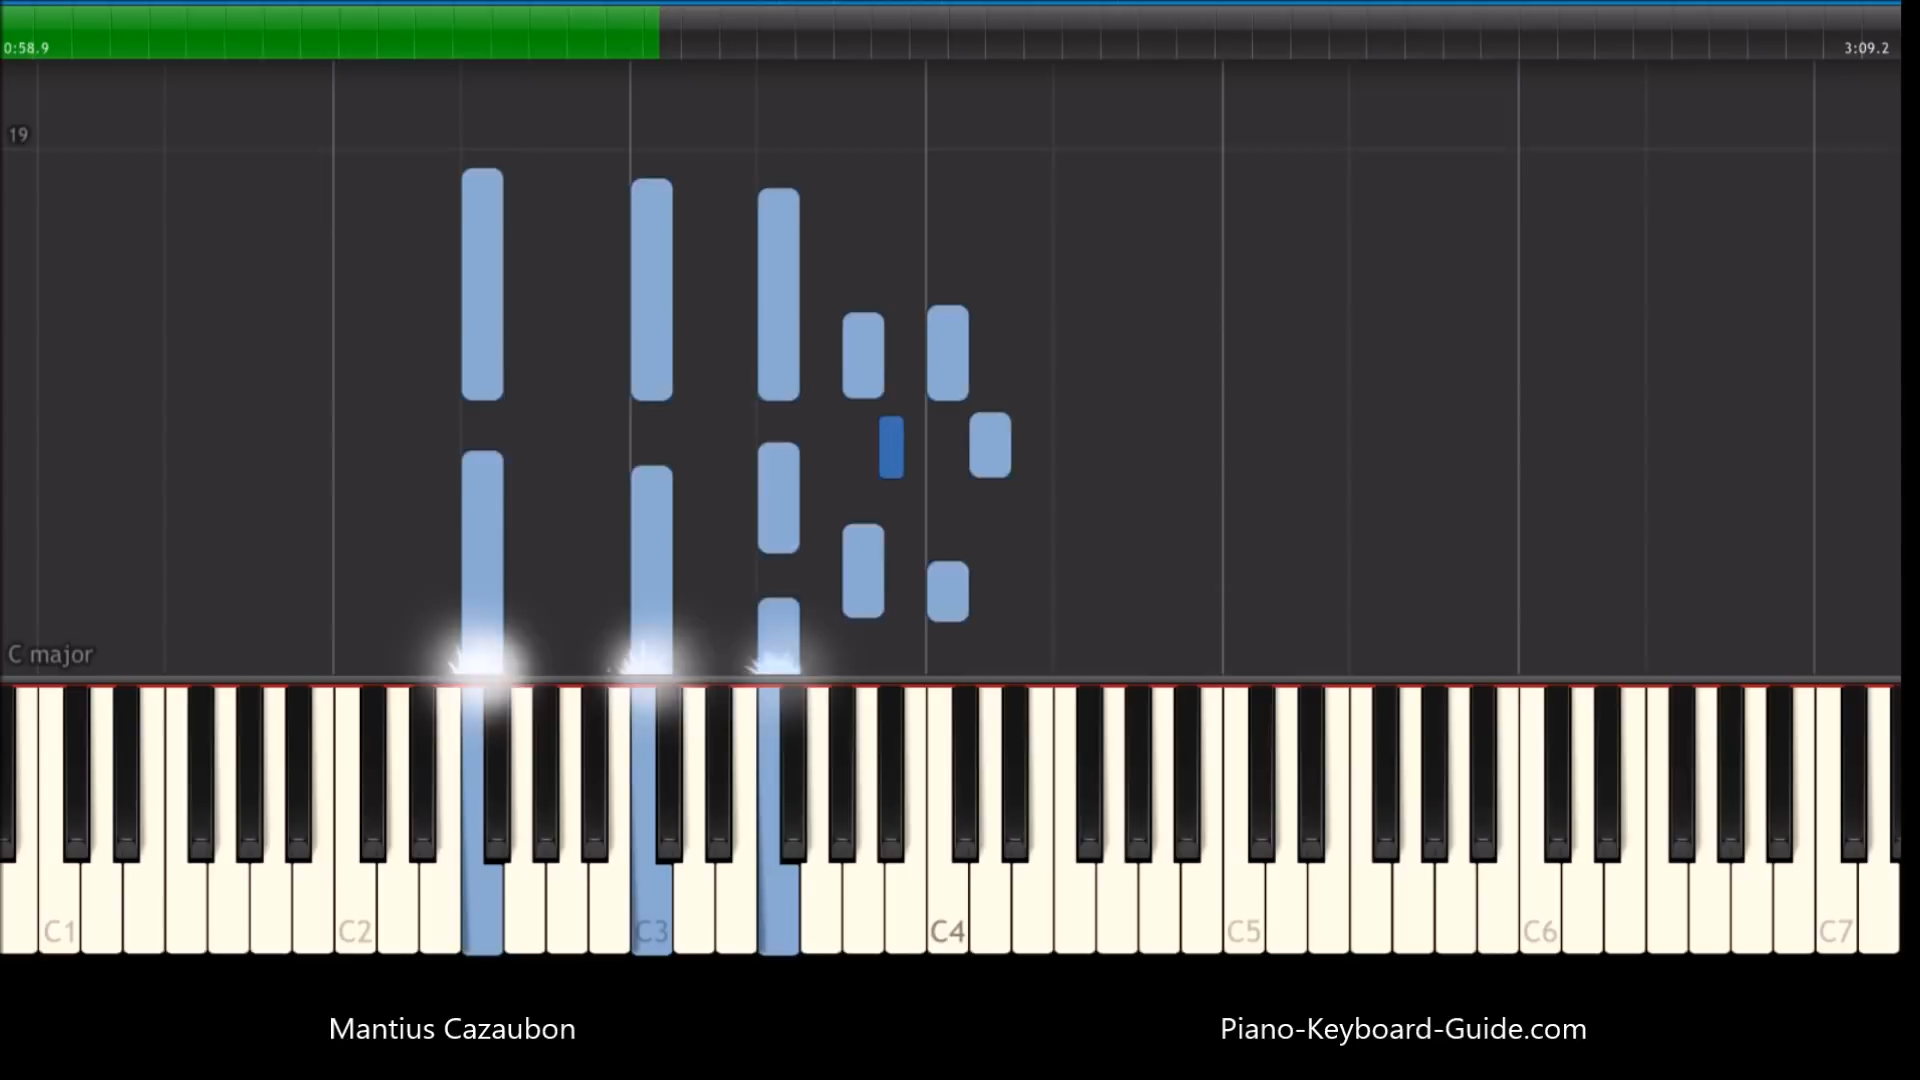 0:58.9
3:09.2
19
C major
C1 C2 C3 C4 C5 C6 C7
Mantius Cazaubon
Piano-Keyboard-Guide.com